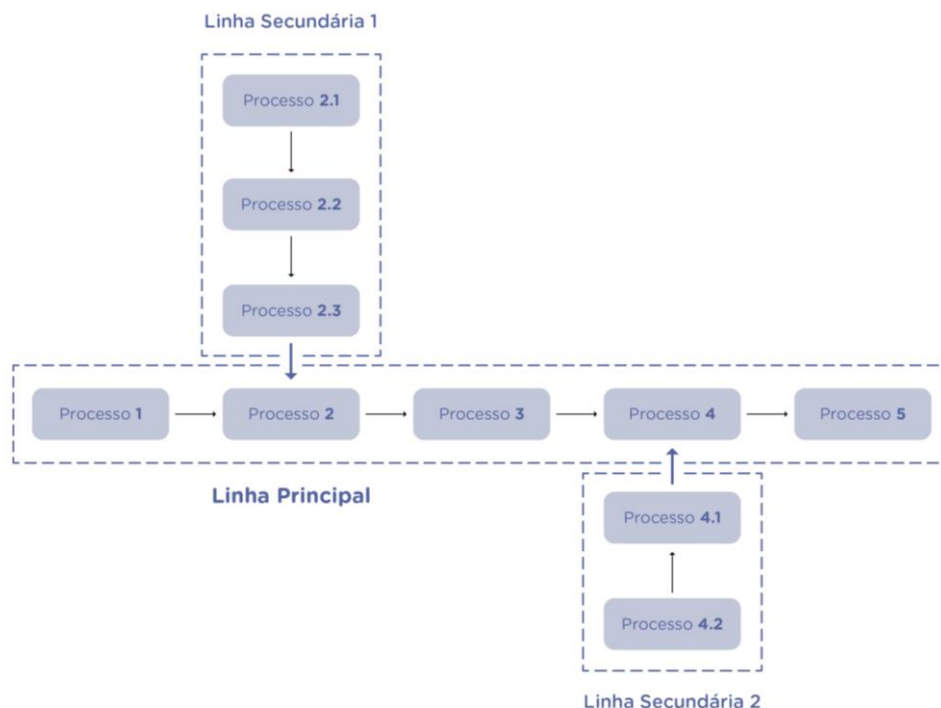 Linha Secundária 1
Processo 2.1
Processo 2.2
Processo 2.3
Processo 1
Processo 2
Processo 3
Processo 4
Processo 5
Linha Principal
Processo 4.1
Processo 4.2
Linha Secundária 2